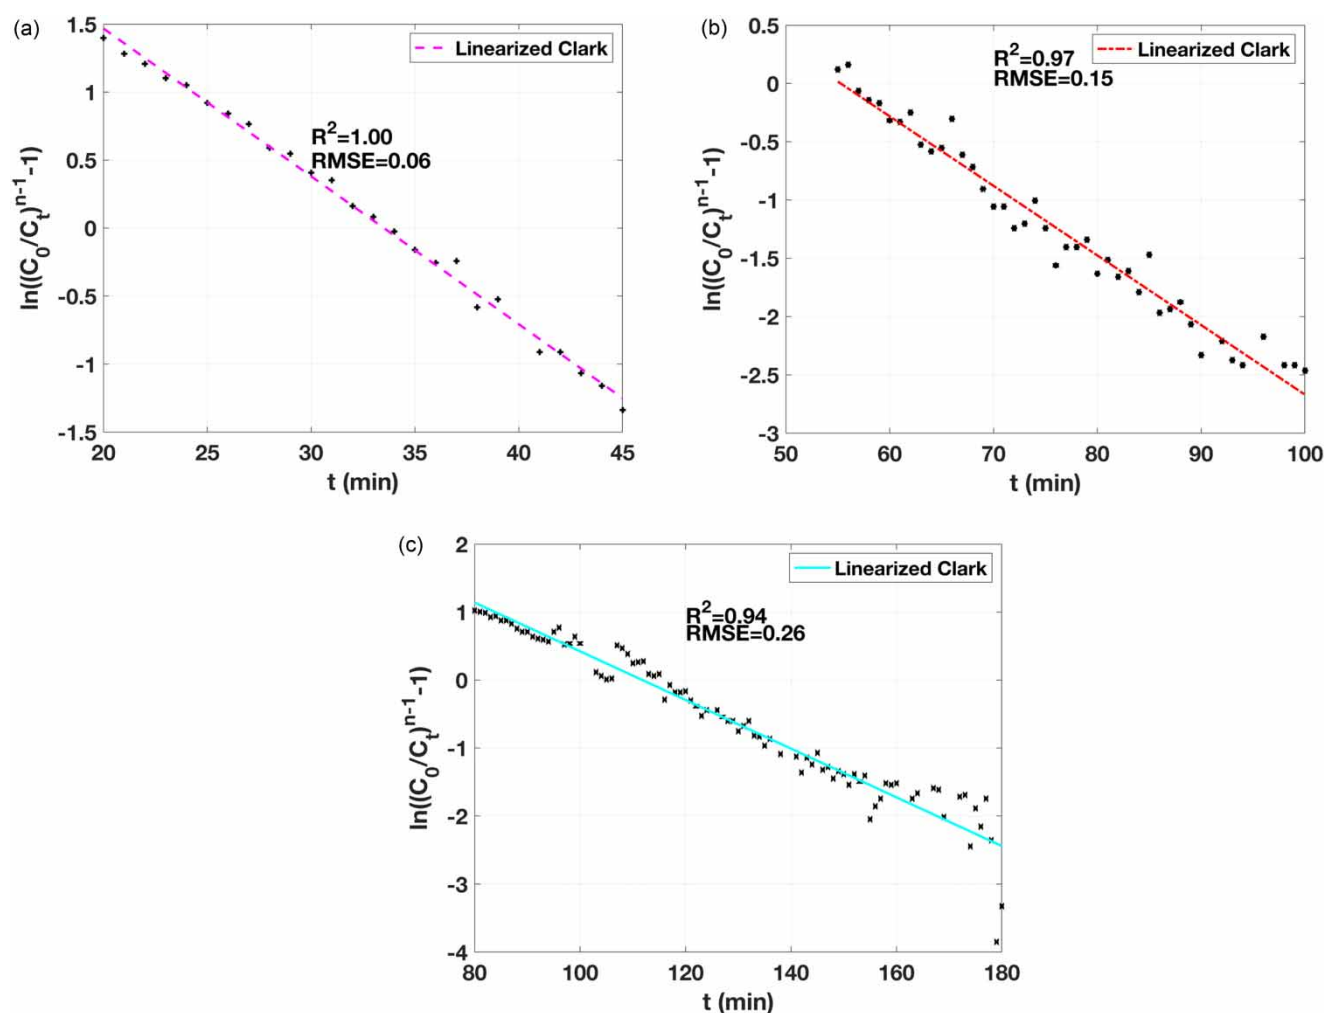 (a)
1.5
1
0.5
0
-0.5
-1
-1.5
20 25 30 35 40 45
t (min)
ln((C0/Ct)^n-1-1)
Linearized Clark
R^2=1.00
RMSE=0.06
(b)
0.5
0
-0.5
-1
-1.5
-2
-2.5
-3
50 60 70 80 90 100
t (min)
ln((C0/Ct)^n-1-1)
Linearized Clark
R^2=0.97
RMSE=0.15
(c)
2
1
0
-1
-2
-3
-4
80 100 120 140 160 180
t (min)
ln((C0/Ct)^n-1-1)
Linearized Clark
R^2=0.94
RMSE=0.26